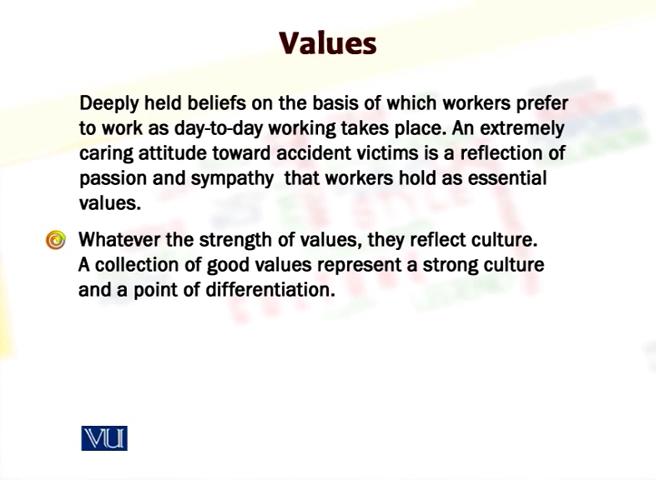 Values
Deeply held beliefs on the basis of which workers prefer
to work as day-to-day working takes place. An extremely
caring attitude toward accident victims is a reflection of
passion and sympathy that workers hold as essential
values.
Whatever the strength of values, they reflect culture.
A collection of good values represent a strong culture
and a point of differentiation.
VU